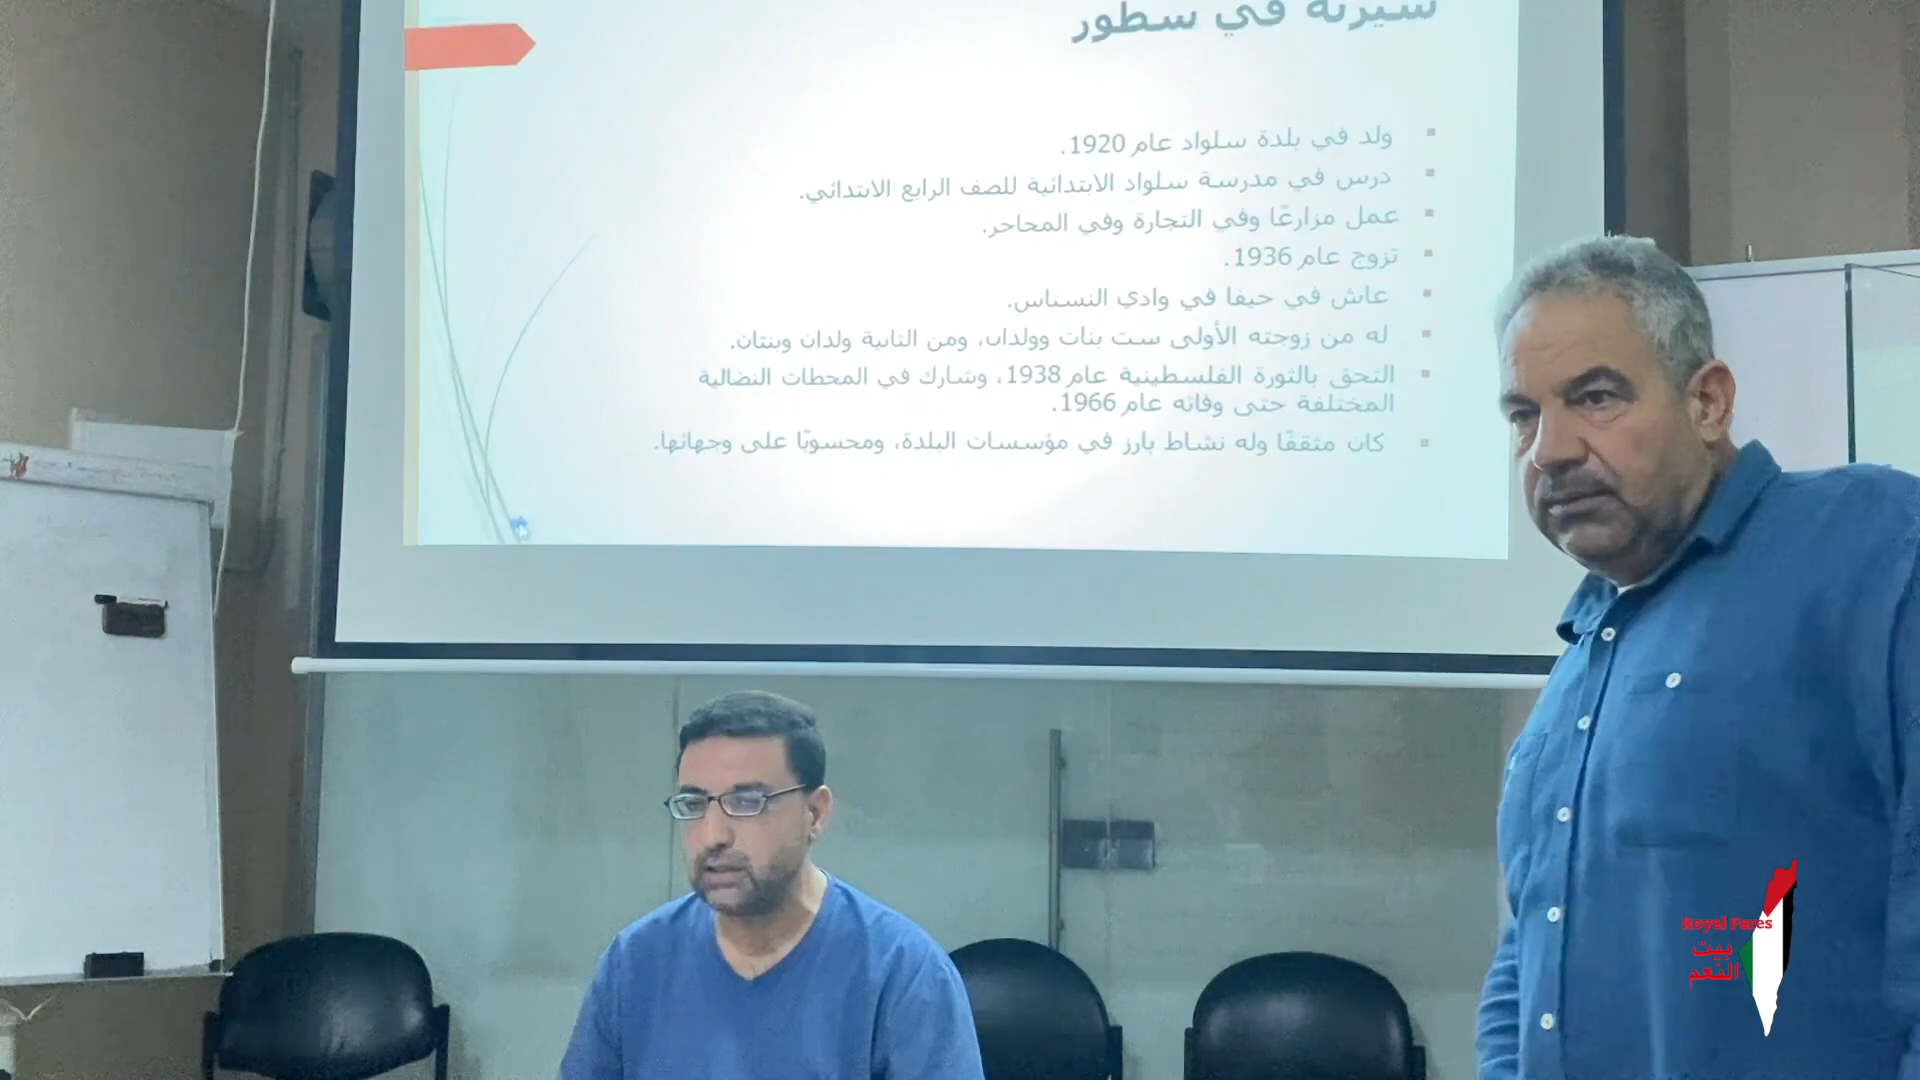 سيرته في سطور
ولد في بلدة سلواد عام 1920.
درس في مدرسة سلواد الابتدائية للصف الرابع الابتدائي.
عمل مزارعًا وفي التجارة وفي المحاجر.
تزوج عام 1936.
عاش في حيفا في وادي النسناس.
له من زوجته الأولى ست بنات وولدان، ومن الثانية ولدان وبنتان.
التحق بالثورة الفلسطينية عام 1938، وشارك في المحطات النضالية
المختلفة حتى وفاته عام 1966.
كان مثقفًا وله نشاط بارز في مؤسسات البلدة، ومحسوبًا على وجهائها.
Royal Fares
بيت
النغم